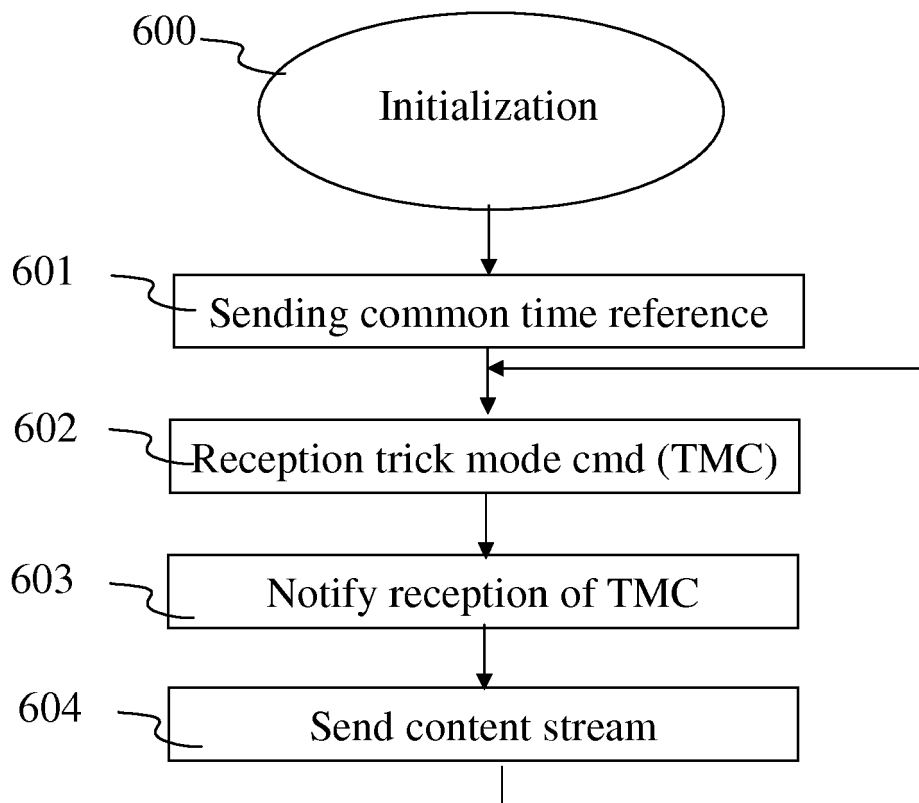 600
Initialization
601
Sending common time reference
602
Reception trick mode cmd (TMC)
603
Notify reception of TMC
604
Send content stream